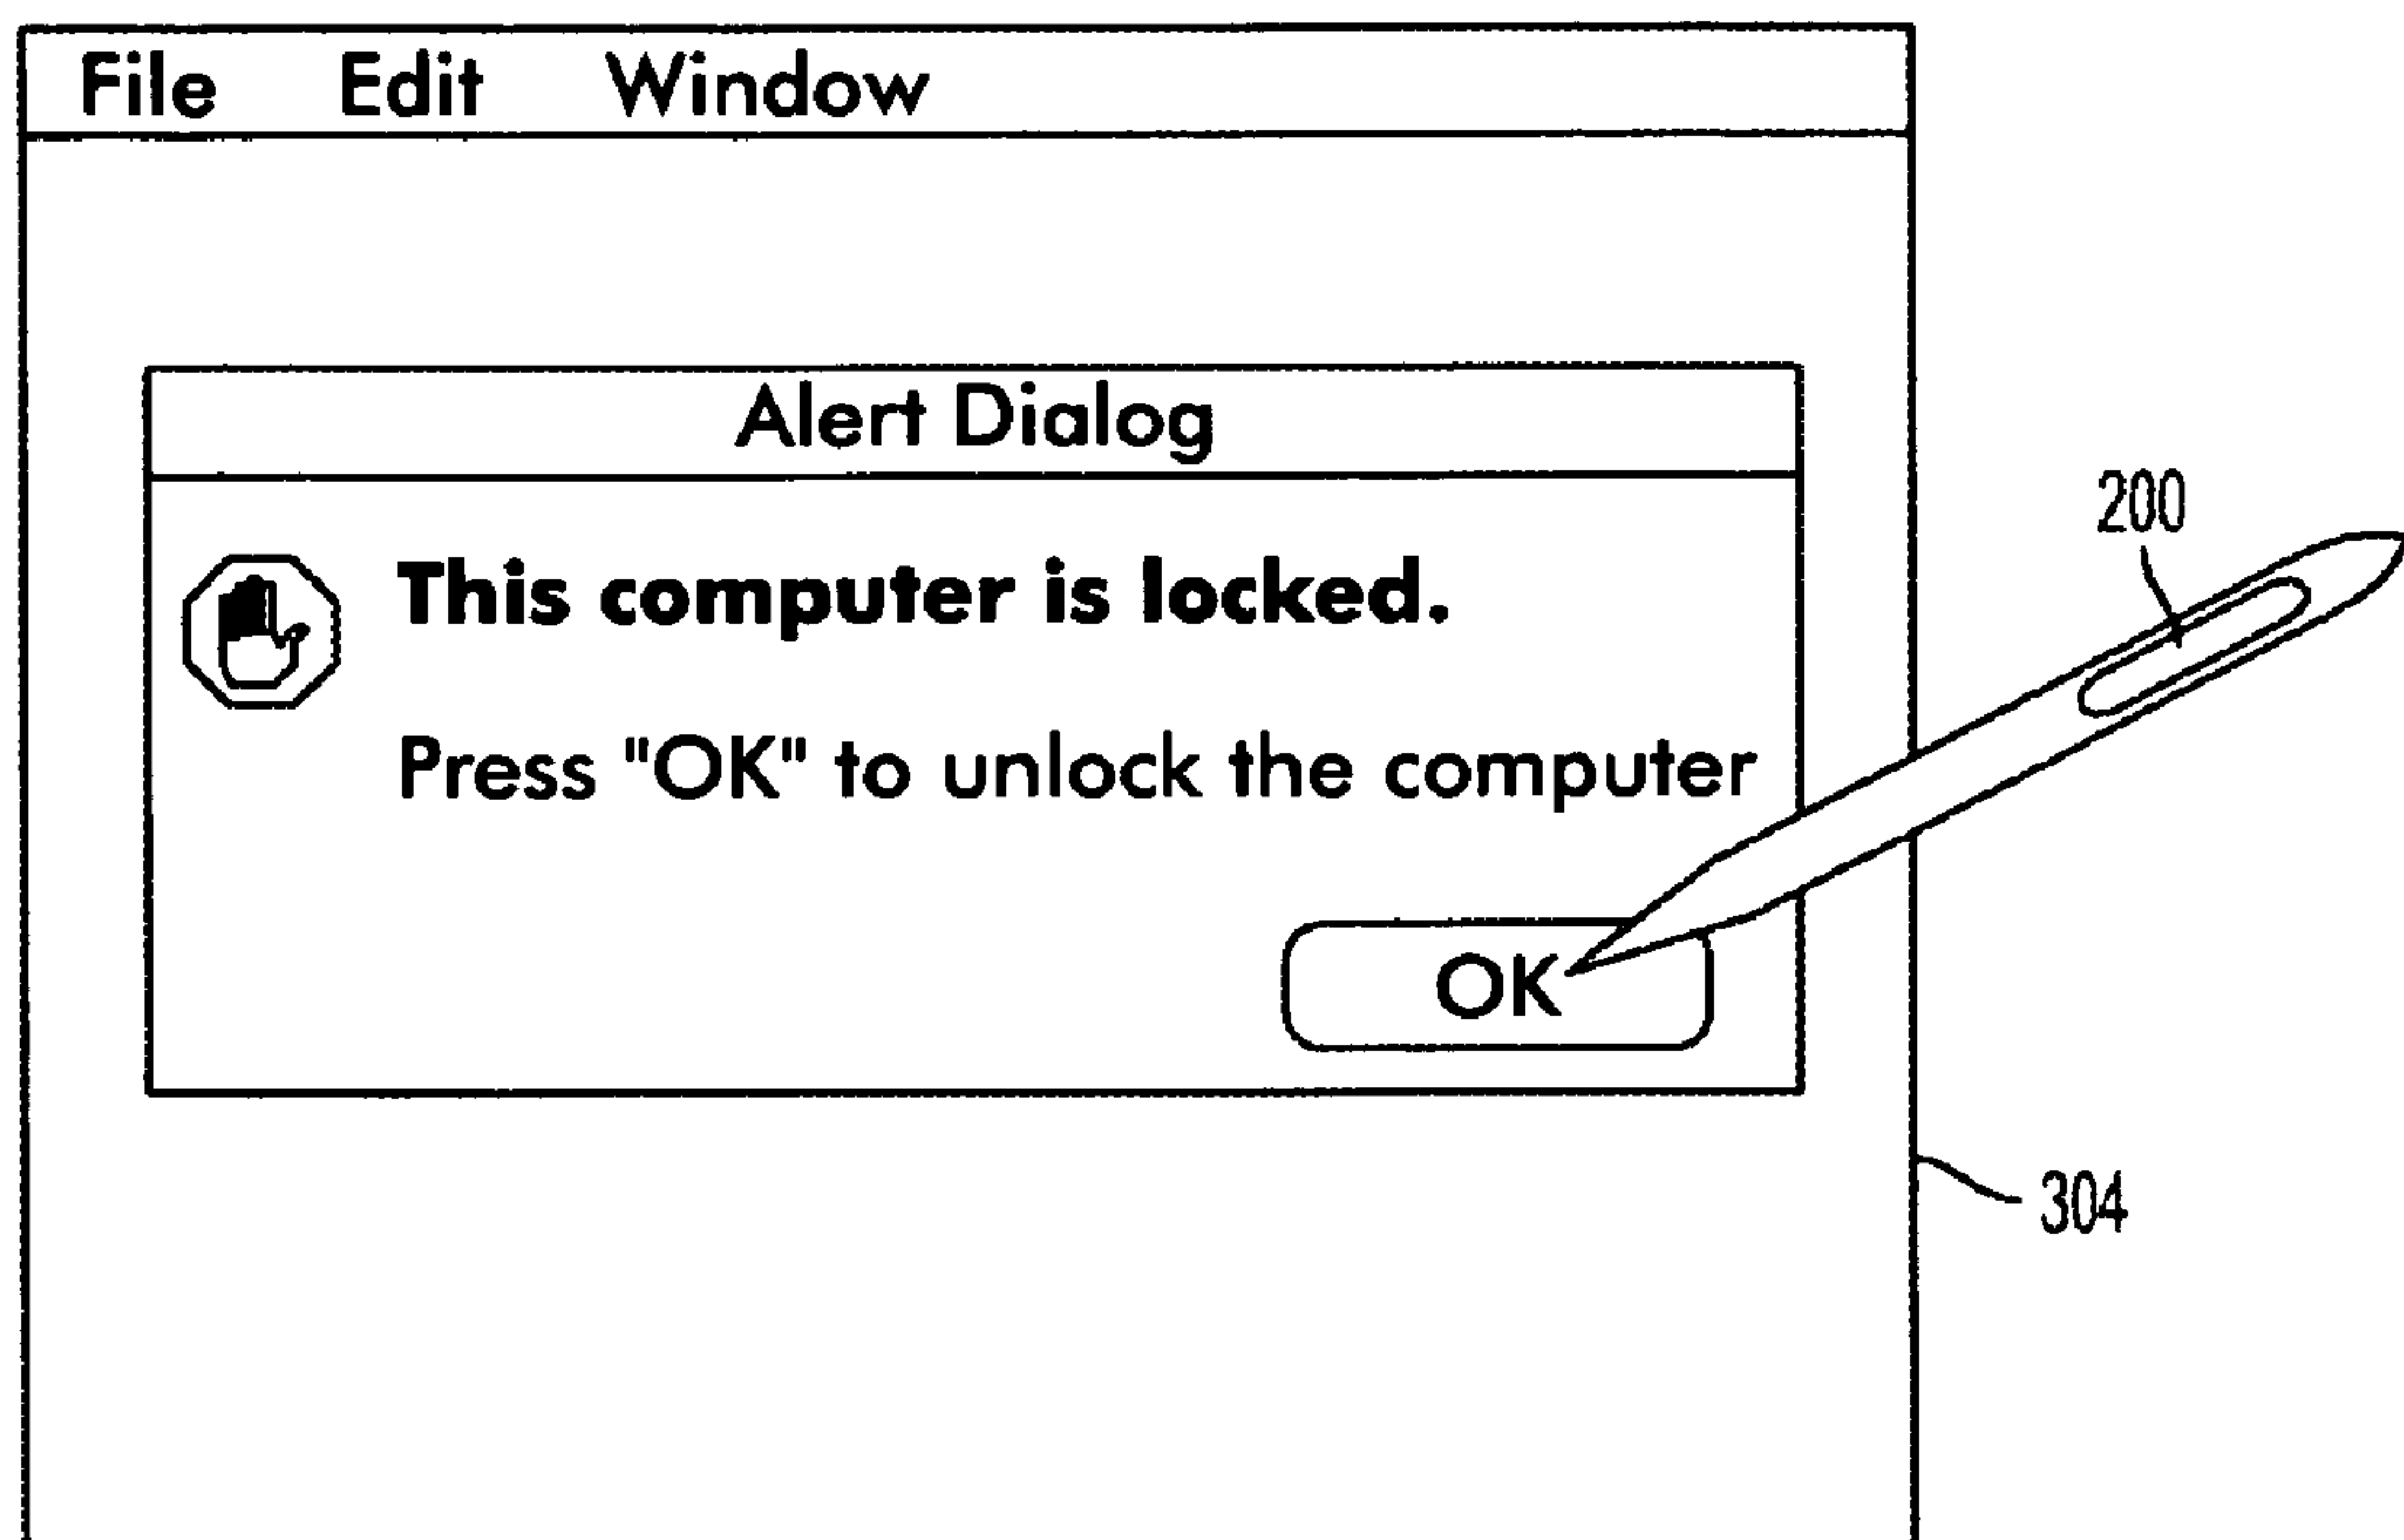 File Edit Window
Alert Dialog
This computer is locked.
200
Press "OK" to unlock the computer
OK
304